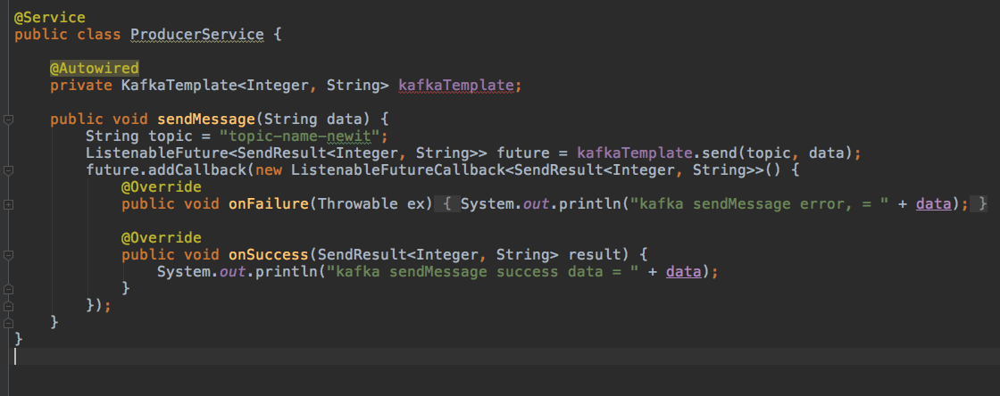 @Service
public class ProducerService {
@Autowired
private KafkaTemplate<Integer, String> kafkaTemplate;
public void sendMessage(String data) {
String topic = "topic-name-newit";
ListenableFuture<SendResult<Integer, String>> future = kafkaTemplate.send(topic, data);
future.addCallback(new ListenableFutureCallback<SendResult<Integer, String>>() {
@Override
public void onFailure(Throwable ex) { System.out.println("kafka sendMessage error, = " + data); }
@Override
public void onSuccess(SendResult<Integer, String> result) {
System.out.println("kafka sendMessage success data = " + data);
}
});
}
}